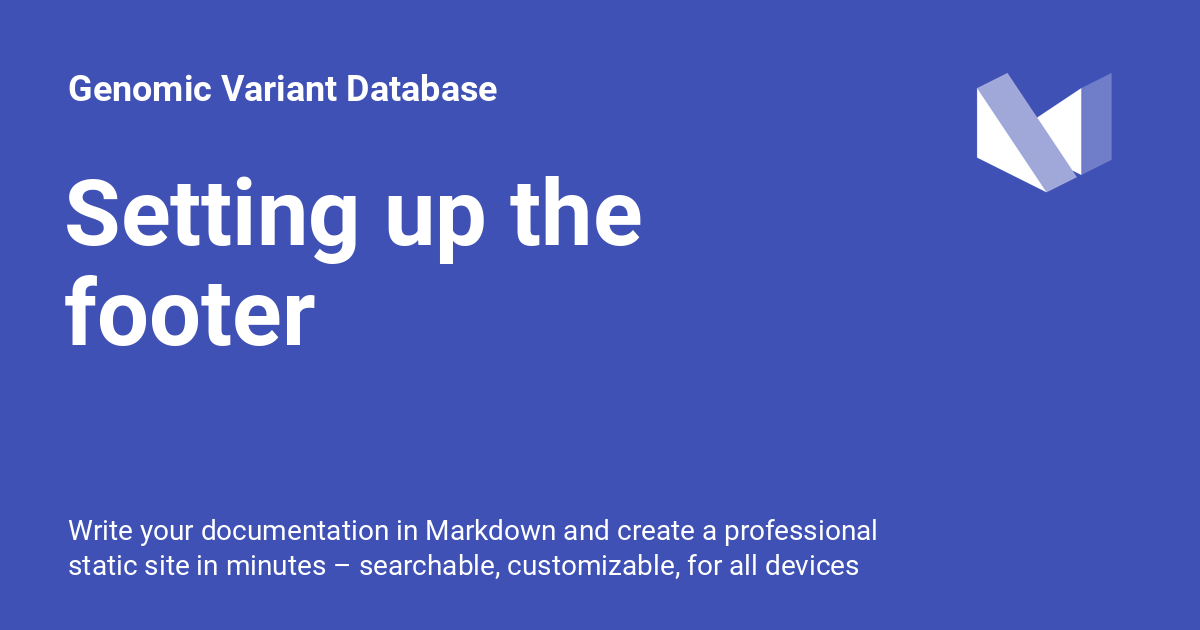 Genomic Variant Database
Setting up the
footer
Write your documentation in Markdown and create a professional
static site in minutes – searchable, customizable, for all devices